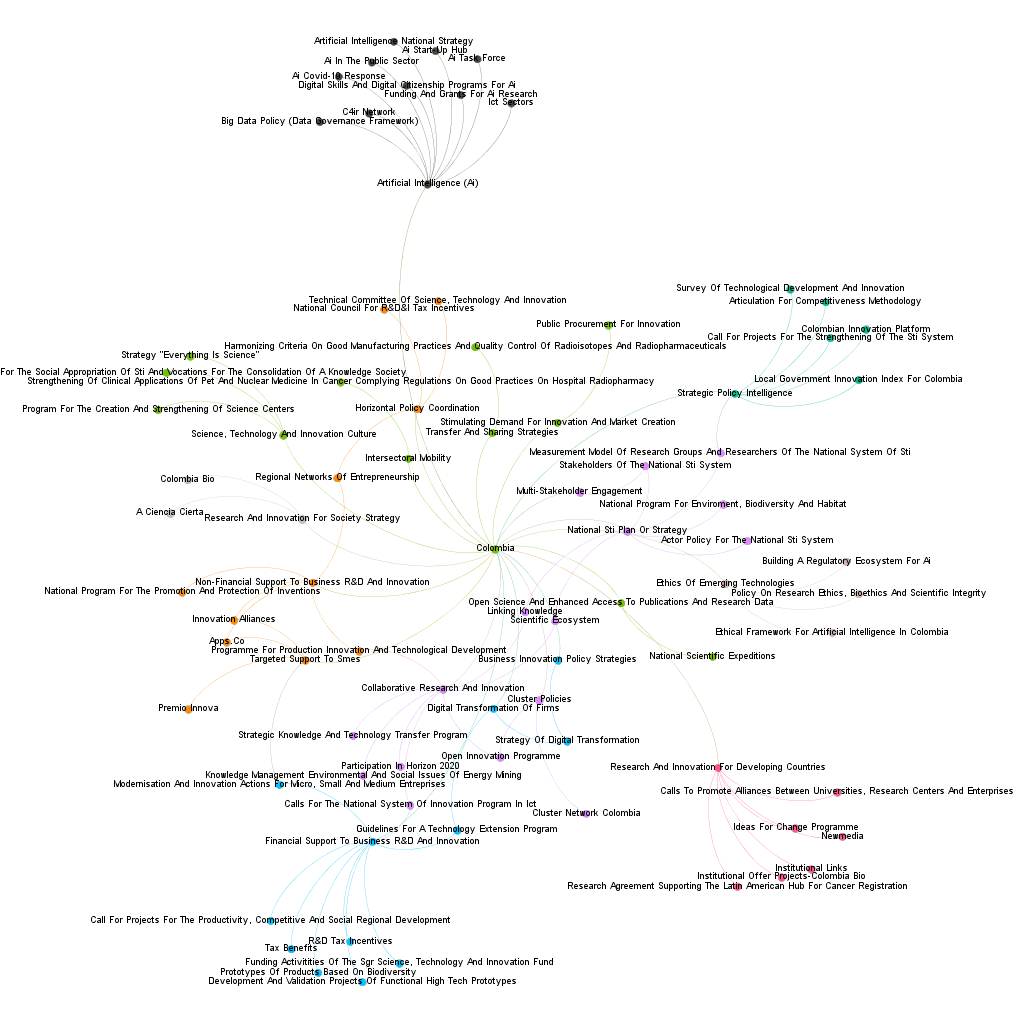 Artificial Intelligence National Strategy
Ai Start-Up Hub
Ai Task Force
Ai In The Public Sector
Ai Covid-19 Response
Digital Skills And Digital Citizenship Programs For Ai
Funding And Grants For Ai Research
Ict Sectors
C4ir Network
Big Data Policy (Data Governance Framework)
Artificial Intelligence (Ai)
Survey Of Technological Development And Innovation
Technical Committee Of Science, Technology And Innovation
Articulation For Competitiveness Methodology
National Council For R&D&I Tax Incentives
Public Procurement For Innovation
Colombian Innovation Platform
Call For Projects For The Strengthening Of The Sti System
Harmonizing Criteria On Good Manufacturing Practices And Quality Control Of Radioisotopes And Radiopharmaceuticals
Strategy "Everything Is Science"
For The Social Appropriation Of Sti And Vocations For The Consolidation Of A Knowledge Society
Strengthening Of Clinical Applications Of Pet And Nuclear Medicine In Cancer Complying Regulations On Good Practices On Hospital Radiopharmacy
Local Government Innovation Index For Colombia
Strategic Policy Intelligence
Program For The Creation And Strengthening Of Science Centers
Horizontal Policy Coordination
Stimulating Demand For Innovation And Market Creation
Transfer And Sharing Strategies
Science, Technology And Innovation Culture
Measurement Model Of Research Groups And Researchers Of The National System Of Sti
Intersectoral Mobility
Stakeholders Of The National Sti System
Regional Networks Of Entrepreneurship
Colombia Bio
Multi-Stakeholder Engagement
National Program For Enviroment, Biodiversity And Habitat
A Ciencia Cierta
Research And Innovation For Society Strategy
National Sti Plan Or Strategy
Actor Policy For The National Sti System
Colombia
Building A Regulatory Ecosystem For Ai
Non-Financial Support To Business R&D And Innovation
Ethics Of Emerging Technologies
National Program For The Promotion And Protection Of Inventions
Policy On Research Ethics, Bioethics And Scientific Integrity
Open Science And Enhanced Access To Publications And Research Data
Linking Knowledge
Innovation Alliances
Scientific Ecosystem
Ethical Framework For Artificial Intelligence In Colombia
Apps.Co
Programme For Production Innovation And Technological Development
Targeted Support To Smes
Business Innovation Policy Strategies
National Scientific Expeditions
Collaborative Research And Innovation
Cluster Policies
Premio Innova
Digital Transformation Of Firms
Strategic Knowledge And Technology Transfer Program
Strategy Of Digital Transformation
Open Innovation Programme
Participation In Horizon 2020
Research And Innovation For Developing Countries
Knowledge Management Environmental And Social Issues Of Energy Mining
Modernisation And Innovation Actions For Micro, Small And Medium Entreprises
Calls To Promote Alliances Between Universities, Research Centers And Enterprises
Calls For The National System Of Innovation Program In Ict
Cluster Network Colombia
Guidelines For A Technology Extension Program
Ideas For Change Programme
Newmedia
Financial Support To Business R&D And Innovation
Institutional Links
Institutional Offer Projects-Colombia Bio
Research Agreement Supporting The Latin American Hub For Cancer Registration
Call For Projects For The Productivity, Competitive And Social Regional Development
R&D Tax Incentives
Tax Benefits
Funding Activitities Of The Sgr Science, Technology And Innovation Fund
Prototypes Of Products Based On Biodiversity
Development And Validation Projects Of Functional High Tech Prototypes